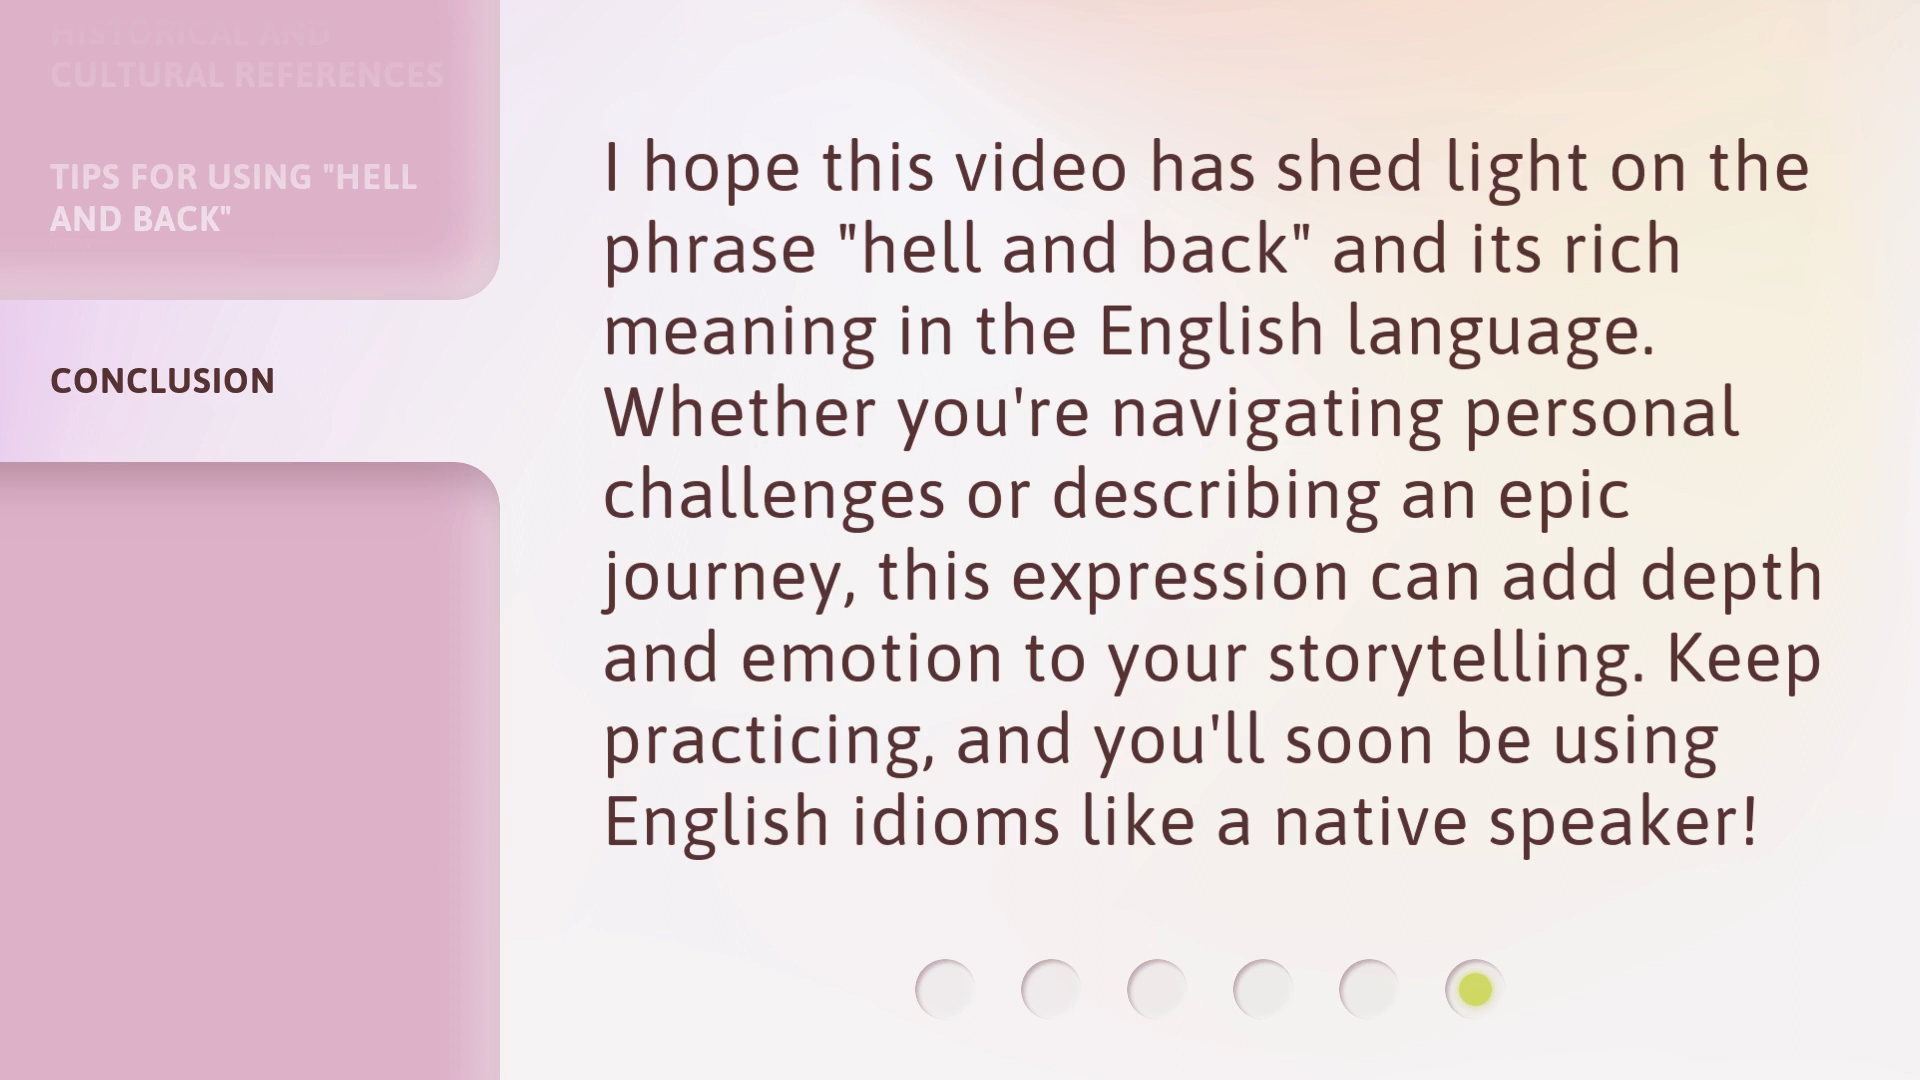 HISTORICAL AND
CULTURAL REFERENCES
TIPS FOR USING "HELL
AND BACK"
CONCLUSION
I hope this video has shed light on the
phrase "hell and back" and its rich
meaning in the English language.
Whether you're navigating personal
challenges or describing an epic
journey, this expression can add depth
and emotion to your storytelling. Keep
practicing, and you'll soon be using
English idioms like a native speaker!